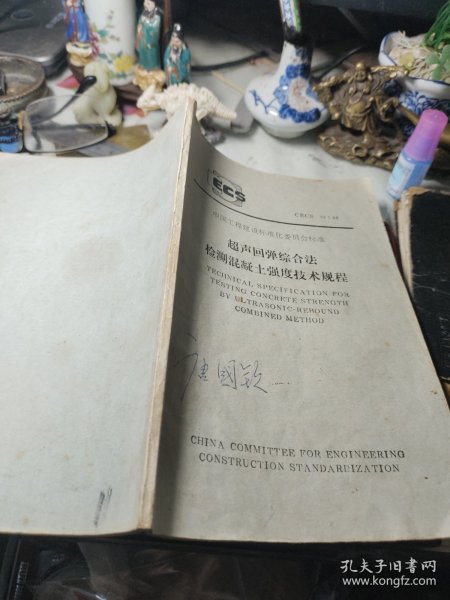 ECS
CECS 02:88
中国工程建设标准化委员会标准
超声回弹综合法
检测混凝土强度技术规程
TECHNICAL SPECIFICATION FOR
TESTING CONCRETE STRENGTH
BY ULTRASONIC-REBOUND
COMBINED METHOD
國
CHINA COMMITTEE FOR ENGINEERING
CONSTRUCTION STANDARDIZATION
孔夫子旧书网
www.kongfz.com